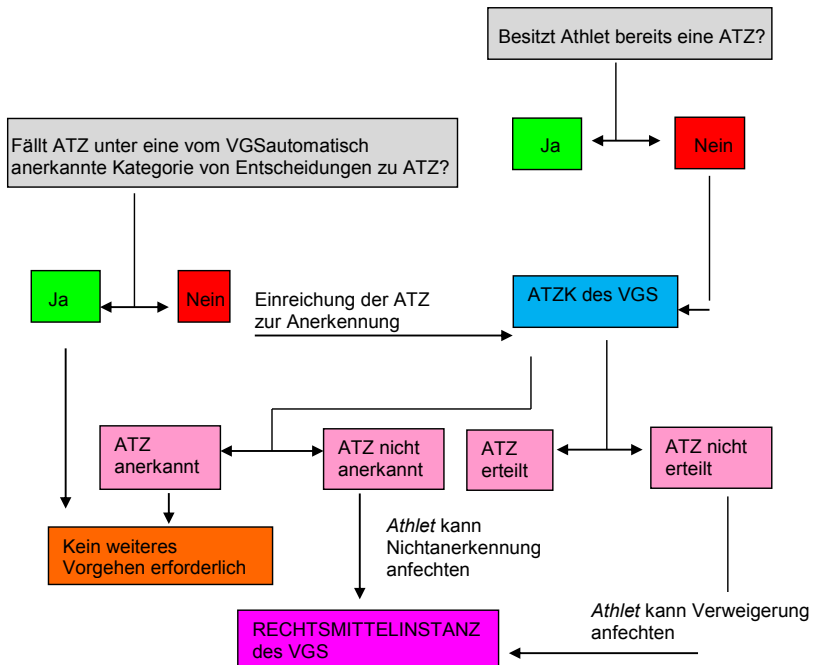 Besitzt Athlet bereits eine ATZ?
Ja
Nein
Fällt ATZ unter eine vom VGSautomatisch
anerkannte Kategorie von Entscheidungen zu ATZ?
Ja
Nein
Einreichung der ATZ
zur Anerkennung
ATZK des VGS
ATZ
anerkannt
ATZ nicht
anerkannt
ATZ
erteilt
ATZ nicht
erteilt
Kein weiteres
Vorgehen erforderlich
Athlet kann
Nichtanerkennung
anfechten
Athlet kann Verweigerung
anfechten
RECHTSMITTELINSTANZ
des VGS